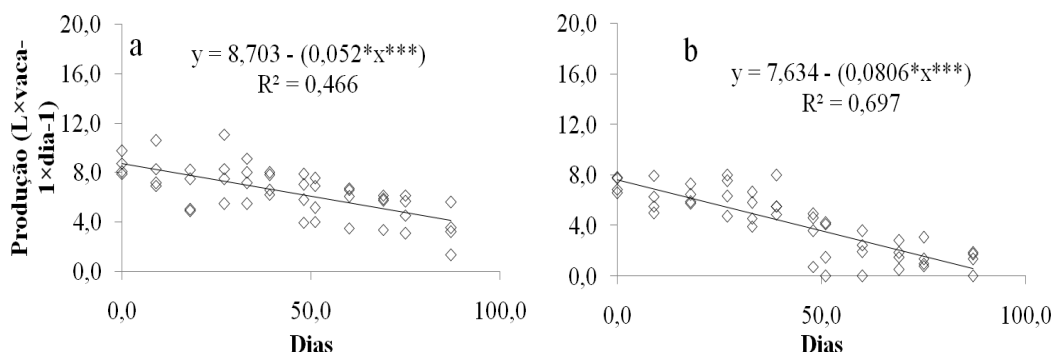 Produção (L×vaca-
1×dia-1)
20,0
16,0
12,0
8,0
4,0
0,0
a
y = 8,703 - (0,052*x***)
R² = 0,466
0,0
50,0
100,0
Dias
20,0
16,0
12,0
8,0
4,0
0,0
b
y = 7,634 - (0,0806*x***)
R² = 0,697
0,0
50,0
100,0
Dias